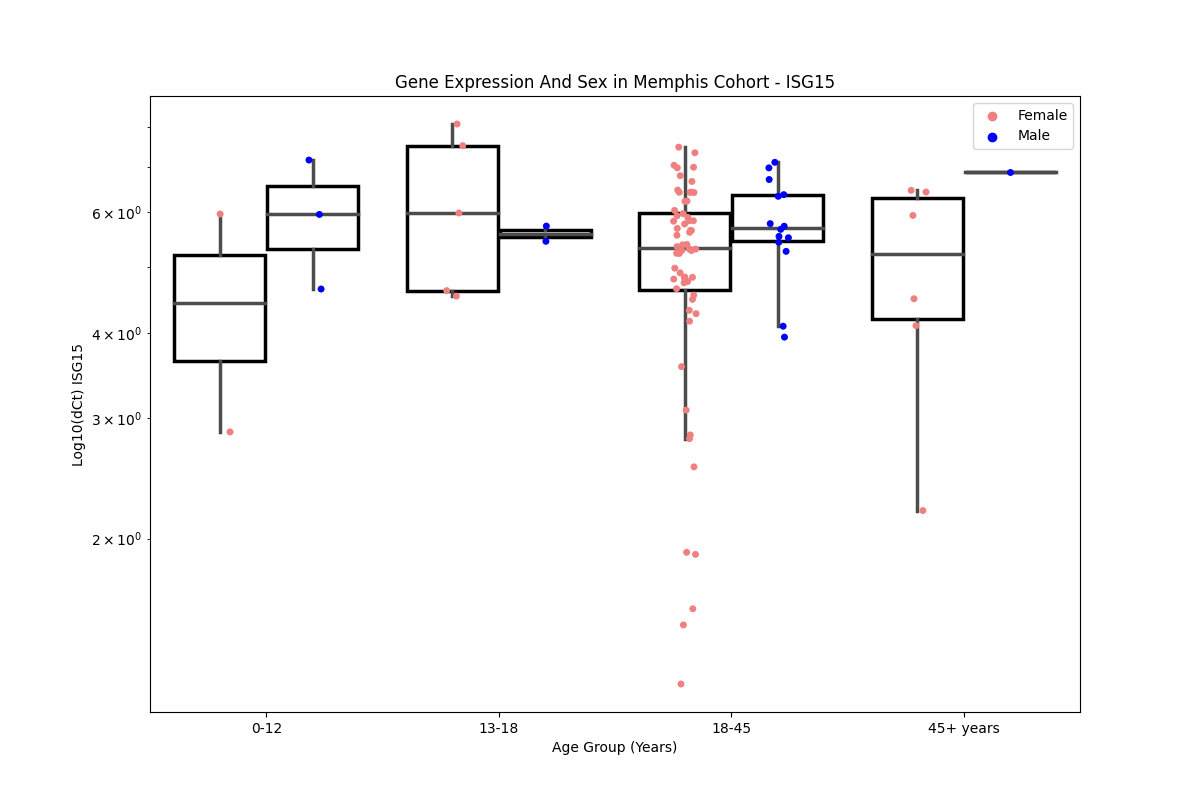 Gene Expression And Sex in Memphis Cohort - ISG15
Female
Male
6 × 10⁰
4 × 10⁰
3 × 10⁰
2 × 10⁰
Log10(dCt) ISG15
0-12
13-18
18-45
45+ years
Age Group (Years)